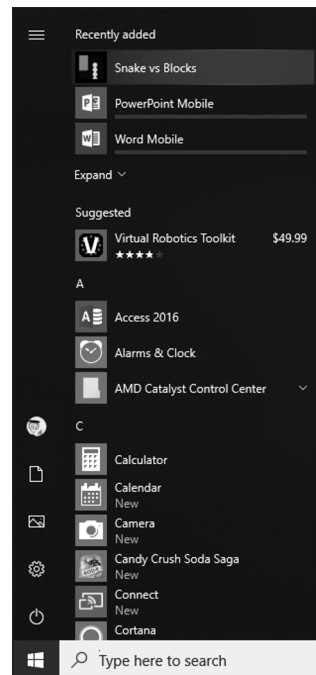 Recently added
Snake vs Blocks
PowerPoint Mobile
Word Mobile
Expand
Suggested
Virtual Robotics Toolkit $49.99
A
Access 2016
Alarms & Clock
AMD Catalyst Control Center
C
Calculator
Calendar
New
Camera
New
Candy Crush Soda Saga
New
Connect
New
Cortana
Type here to search